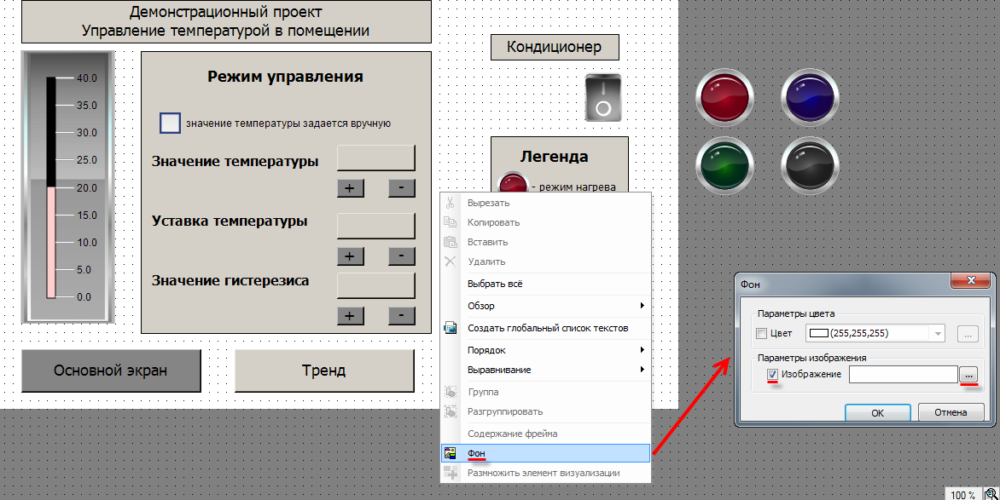 Демонстрационный проект
Управление температурой в помещении
40.0
35.0
30.0
25.0
20.0
15.0
10.0
5.0
0.0
Режим управления
значение температуры задается вручную
Значение температуры
+ -
Уставка температуры
+ -
Значение гистерезиса
+ -
Основной экран
Тренд
Кондиционер
Легенда
- режим нагрева
Вырезать
Копировать
Вставить
Удалить
Выбрать всё
Обзор
Создать глобальный список текстов
Порядок
Выравнивание
Группа
Разгруппировать
Содержание фрейма
Фон
Размножить элемент визуализации
Фон
Параметры цвета
Цвет (255,255,255) ...
Параметры изображения
Изображение ...
OK Отмена
100 %